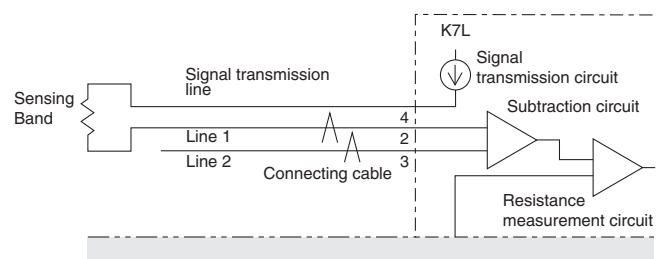 K7L
Signal
transmission circuit
Signal transmission
line
Sensing
Band
Subtraction circuit
4
Line 1
2
Line 2
3
Connecting cable
Resistance
measurement circuit